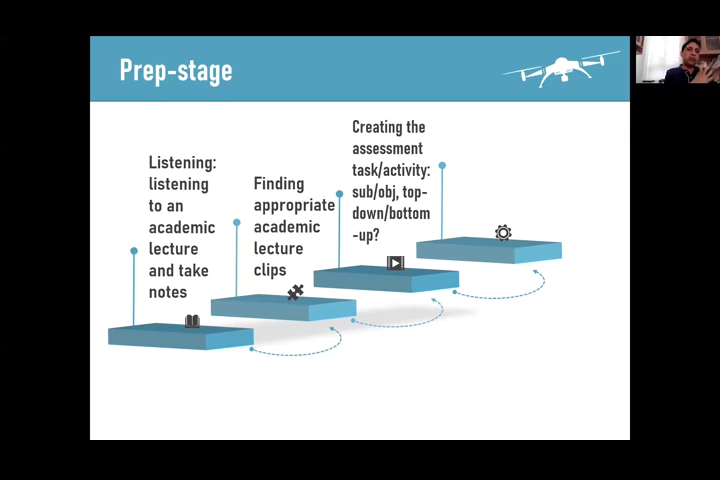 Prep-stage
Listening:
listening
to an
academic
lecture
and take
notes
Finding
appropriate
academic
lecture
clips
Creating the
assessment
task/activity:
sub/obj, top-
down/bottom
-up?